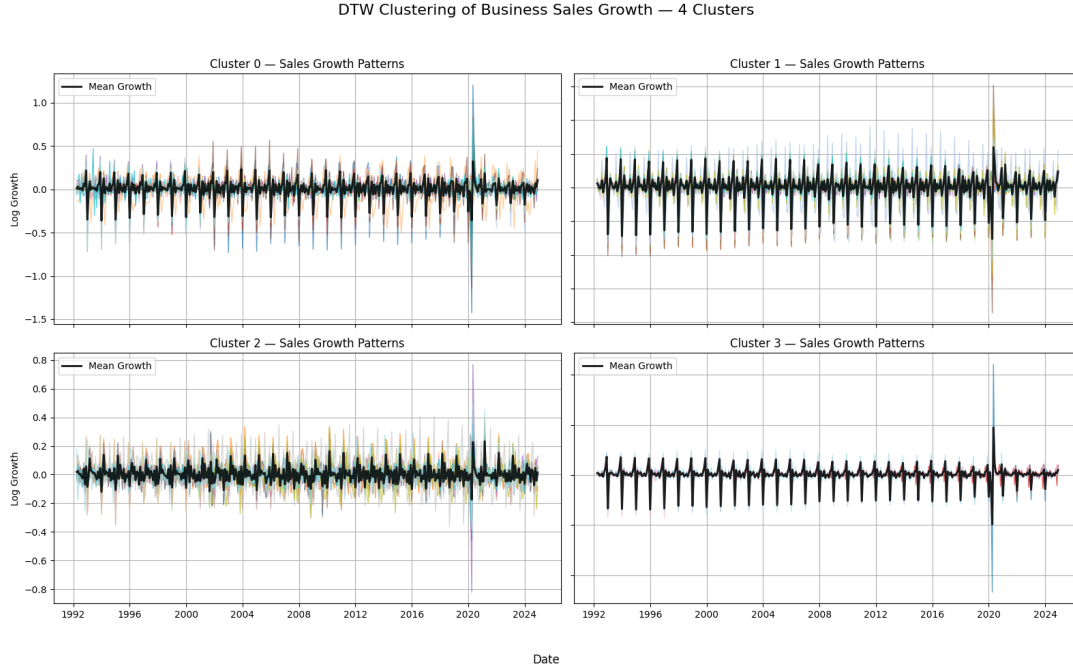 DTW Clustering of Business Sales Growth — 4 Clusters
Cluster 0 — Sales Growth Patterns
Mean Growth
Log Growth
1.0
0.5
0.0
−0.5
−1.0
−1.5
Cluster 1 — Sales Growth Patterns
Mean Growth
Cluster 2 — Sales Growth Patterns
Mean Growth
Log Growth
0.8
0.6
0.4
0.2
0.0
−0.2
−0.4
−0.6
−0.8
1992 1996 2000 2004 2008 2012 2016 2020 2024
Cluster 3 — Sales Growth Patterns
Mean Growth
1992 1996 2000 2004 2008 2012 2016 2020 2024
Date